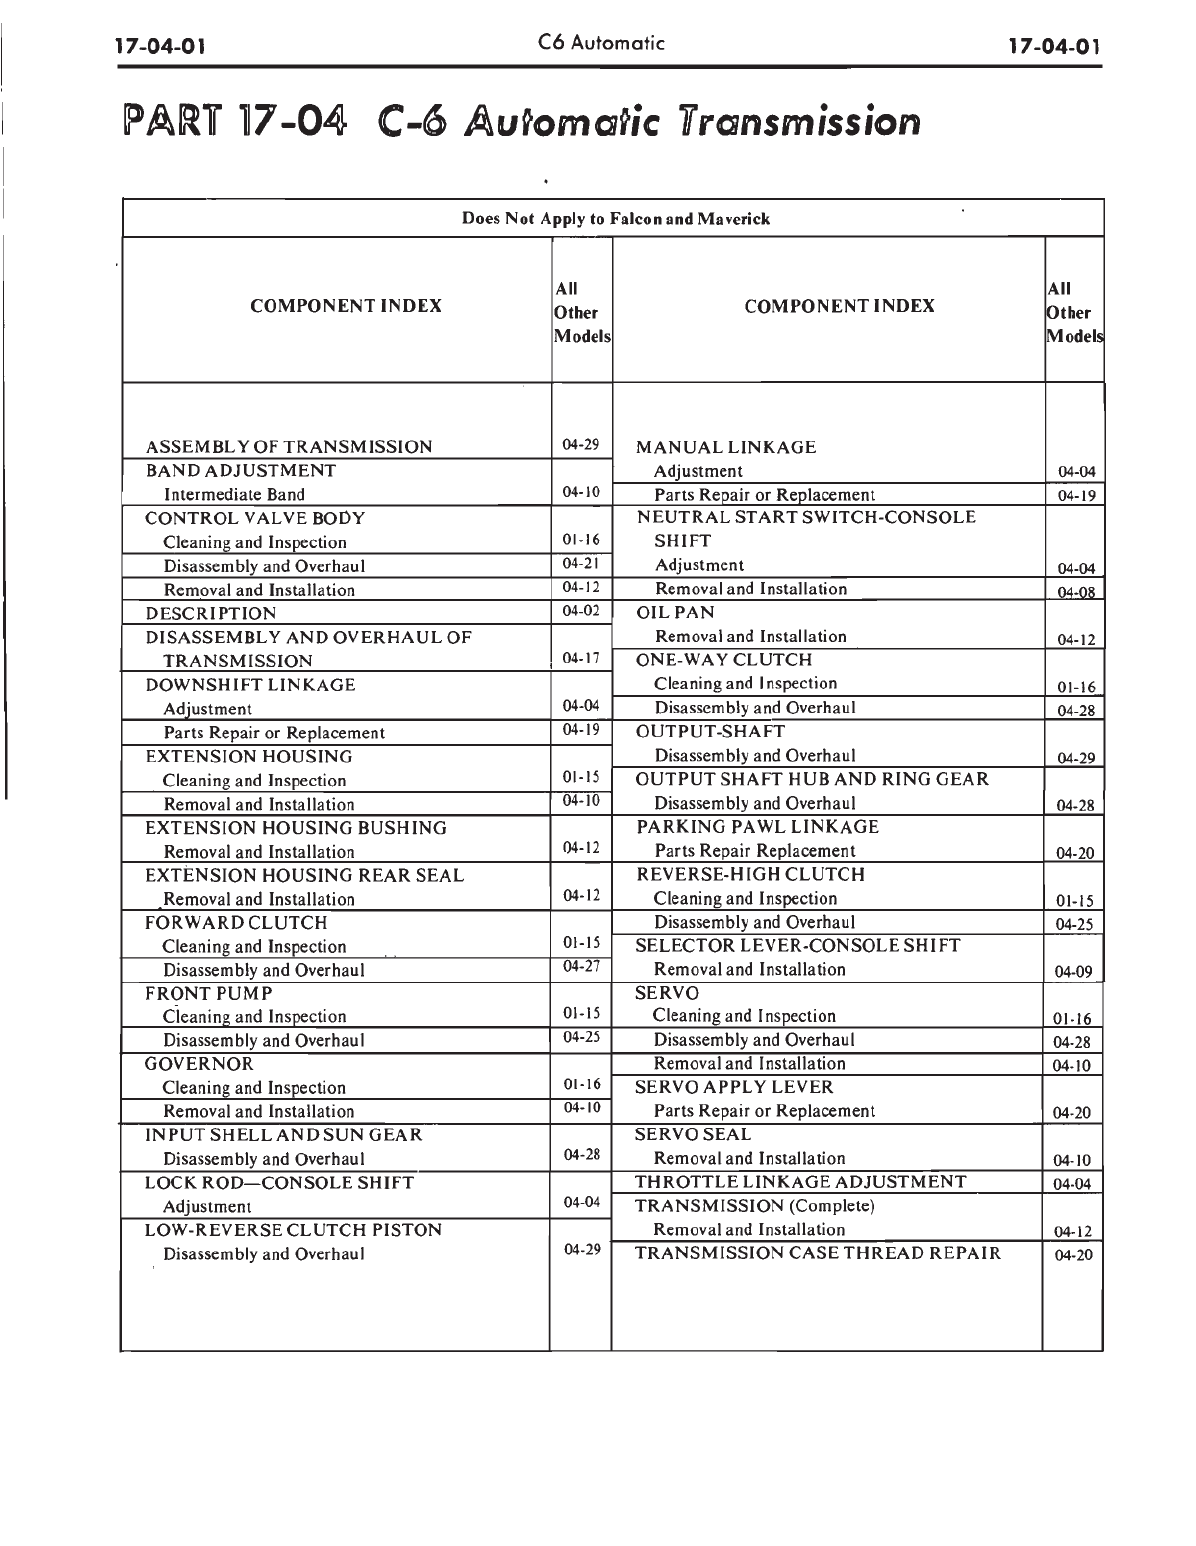 17-04-01 C6 Automatic 17-04-01
PART 17-04 C-6 Automatic Transmission
Does Not Apply to Falcon and Maverick
COMPONENT INDEX
All
Other
Models
COMPONENT INDEX
All
Other
Models
ASSEMBLY OF TRANSMISSION 04-29
BAND ADJUSTMENT
Intermediate Band 04-10
CONTROL VALVE BODY
Cleaning and Inspection 01-16
Disassembly and Overhaul 04-21
Removal and Installation 04-12
DESCRIPTION 04-02
DISASSEMBLY AND OVERHAUL OF
TRANSMISSION 04-17
DOWNSHIFT LINKAGE
Adjustment 04-04
Parts Repair or Replacement 04-19
EXTENSION HOUSING
Cleaning and Inspection 01-15
Removal and Installation 04-10
EXTENSION HOUSING BUSHING
Removal and Installation 04-12
EXTENSION HOUSING REAR SEAL
Removal and Installation 04-12
FORWARD CLUTCH
Cleaning and Inspection 01-15
Disassembly and Overhaul 04-27
FRONT PUMP
Cleaning and Inspection 01-15
Disassembly and Overhaul 04-25
GOVERNOR
Cleaning and Inspection 01-16
Removal and Installation 04-10
INPUT SHELL AND SUN GEAR
Disassembly and Overhaul 04-28
LOCK ROD—CONSOLE SHIFT
Adjustment 04-04
LOW-REVERSE CLUTCH PISTON
Disassembly and Overhaul 04-29
MANUAL LINKAGE
Adjustment 04-04
Parts Repair or Replacement 04-19
NEUTRAL START SWITCH-CONSOLE
SHIFT
Adjustment 04-04
Removal and Installation 04-08
OIL PAN
Removal and Installation 04-12
ONE-WAY CLUTCH
Cleaning and Inspection 01-16
Disassembly and Overhaul 04-28
OUTPUT-SHAFT
Disassembly and Overhaul 04-29
OUTPUT SHAFT HUB AND RING GEAR
Disassembly and Overhaul 04-28
PARKING PAWL LINKAGE
Parts Repair Replacement 04-20
REVERSE-HIGH CLUTCH
Cleaning and Inspection 01-15
Disassembly and Overhaul 04-25
SELECTOR LEVER-CONSOLE SHIFT
Removal and Installation 04-09
SERVO
Cleaning and Inspection 01-16
Disassembly and Overhaul 04-28
Removal and Installation 04-10
SERVO APPLY LEVER
Parts Repair or Replacement 04-20
SERVO SEAL
Removal and Installation 04-10
THROTTLE LINKAGE ADJUSTMENT 04-04
TRANSMISSION (Complete)
Removal and Installation 04-12
TRANSMISSION CASE THREAD REPAIR 04-20